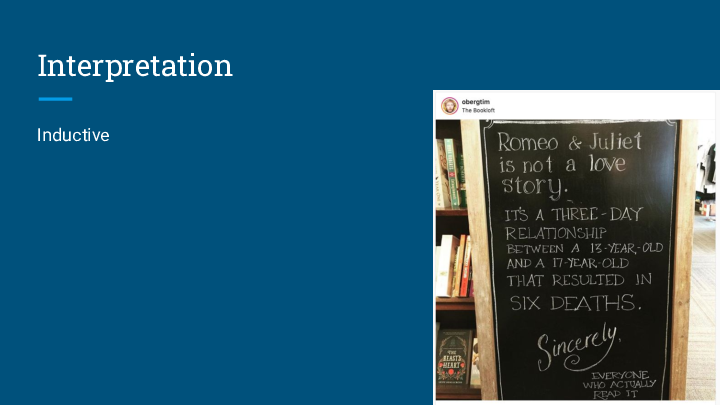 Interpretation
Inductive
obergtim
The Bookloft
Romeo & Juliet
is not a love
story.
IT'S A THREE-DAY
RELATIONSHIP
BETWEEN A 13-YEAR-OLD
AND A 17-YEAR-OLD
THAT RESULTED IN
SIX DEATHS.
Sincerely,
EVERYONE
WHO ACTUALLY
READ IT
THE
BEAST'S
HEART